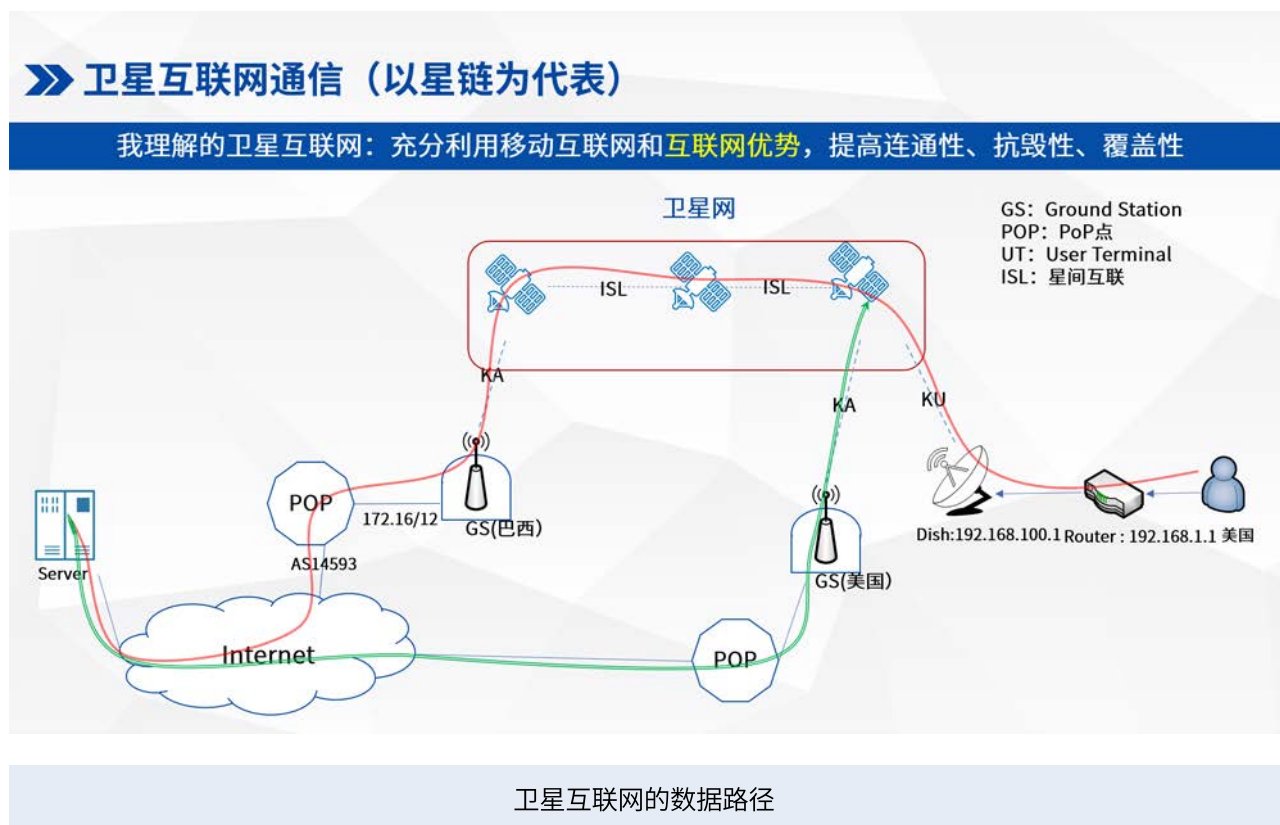 卫星互联网通信（以星链为代表）
我理解的卫星互联网：充分利用移动互联网和互联网优势，提高连通性、抗毁性、覆盖性
卫星网
GS：Ground Station
POP：PoP点
UT：User Terminal
ISL：星间互联
ISL
ISL
KA
KA
KU
POP
172.16/12
GS(巴西）
Dish:192.168.100.1
Router : 192.168.1.1
美国
AS14593
Server
GS(美国）
Internet
POP
卫星互联网的数据路径